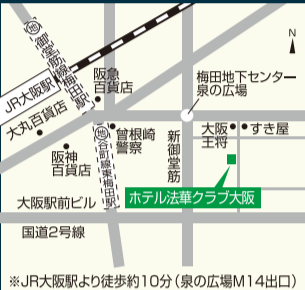 地
御堂筋線梅田駅
N
阪急
百貨店
JR大阪駅
梅田地下センター
泉の広場
大丸百貨店
曽根崎
警察
新御堂筋
大阪
王将
すき屋
阪神
百貨店
地
谷町線東梅田駅
ホテル法華クラブ大阪
大阪駅前ビル
国道2号線
※JR大阪駅より徒歩約10分(泉の広場M14出口)